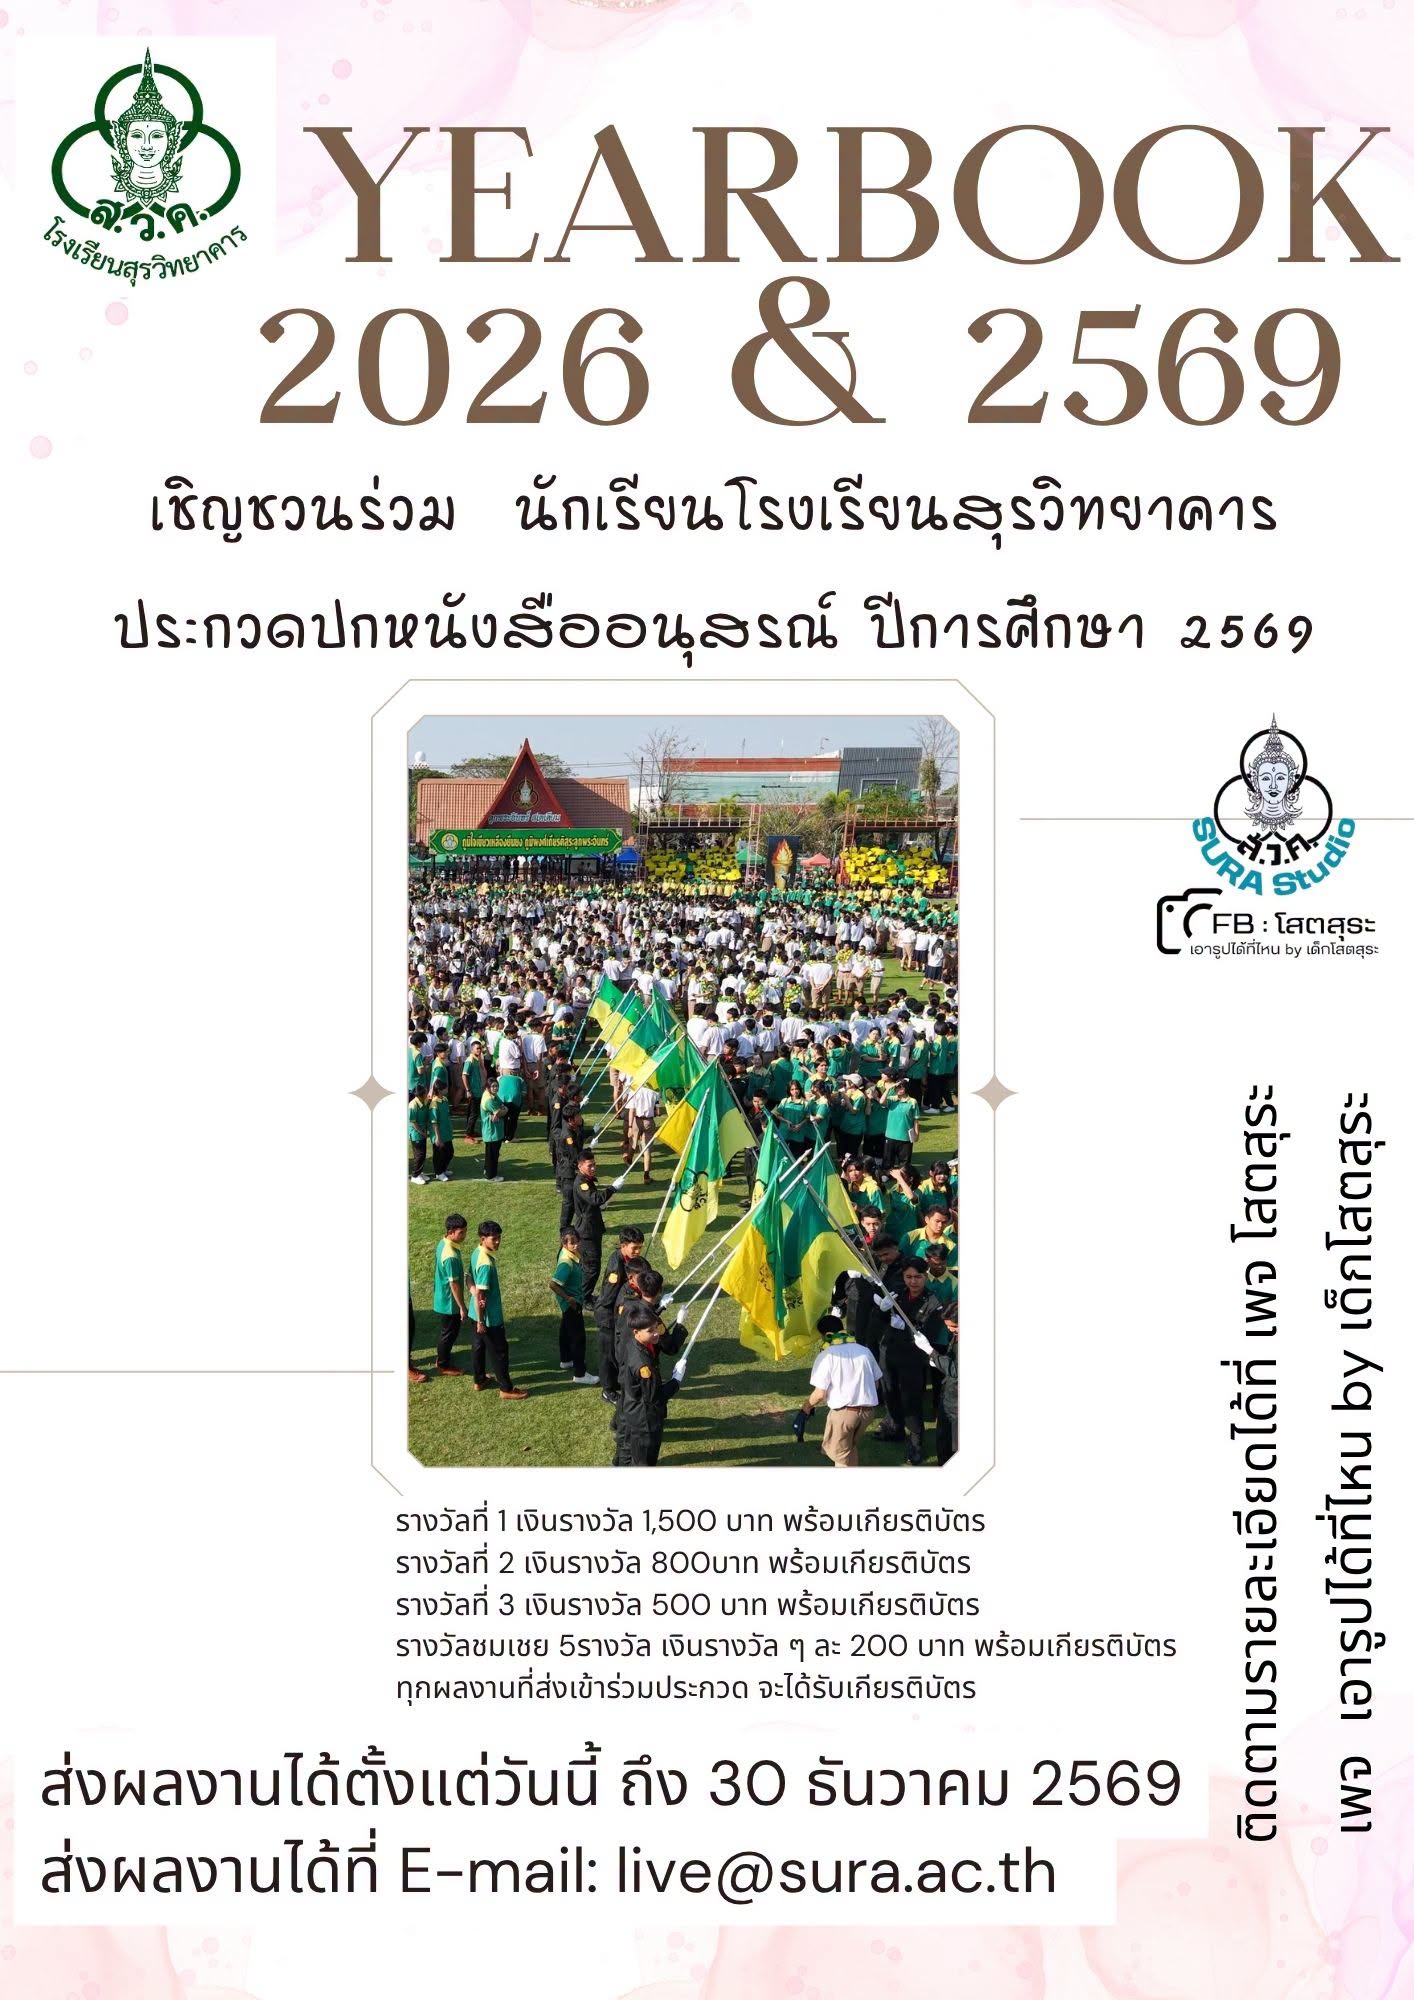 ส.ว.ค.
โรงเรียนสุรวิทยาคาร
YEARBOOK
2026 & 2569
เชิญชวนร่วม นักเรียนโรงเรียนสุรวิทยาคาร
ประกวดปกหนังสืออนุสรณ์ ปีการศึกษา 2569
ส.ว.ค.
SURA Studio
FB : โสตสุระ
เอารูปได้ที่ไหน by เด็กโสตสุระ
รางวัลที่ 1 เงินรางวัล 1,500 บาท พร้อมเกียรติบัตร
รางวัลที่ 2 เงินรางวัล 800บาท พร้อมเกียรติบัตร
รางวัลที่ 3 เงินรางวัล 500 บาท พร้อมเกียรติบัตร
รางวัลชมเชย 5รางวัล เงินรางวัล ๆ ละ 200 บาท พร้อมเกียรติบัตร
ทุกผลงานที่ส่งเข้าร่วมประกวด จะได้รับเกียรติบัตร
ติดตามรายละเอียดได้ที่ เพจ โสตสุระ
เพจ เอารูปได้ที่ไหน by เด็กโสตสุระ
ส่งผลงานได้ตั้งแต่วันนี้ ถึง 30 ธันวาคม 2569
ส่งผลงานได้ที่ E-mail: live@sura.ac.th